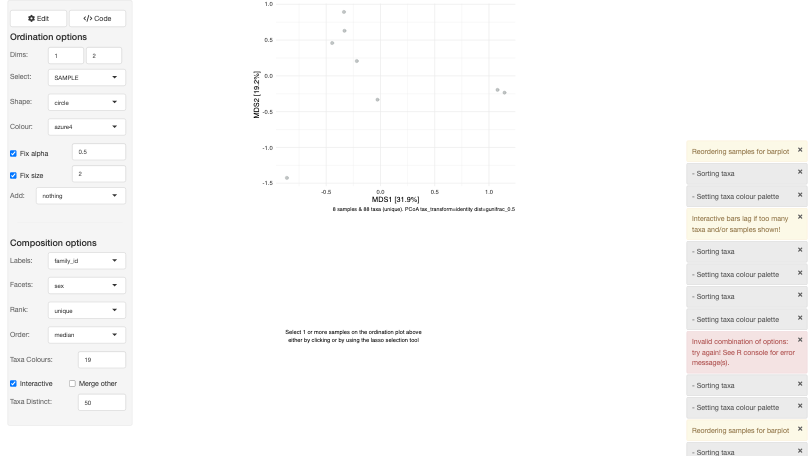 Edit
Code
Ordination options
Dims: 1 2
Select: SAMPLE
Shape: circle
Colour: azure4
Fix alpha 0.5
Fix size 2
Add: nothing
Composition options
Labels: family_id
Facets: sex
Rank: unique
Order: median
Taxa Colours: 19
Interactive Merge other
Taxa Distinct: 50
MDS2 [19.2%]
1.0
0.5
0.0
-0.5
-1.0
-1.5
-0.5 0.0 0.5 1.0
MDS1 [31.9%]
8 samples & 88 taxa (unique). PCoA tax_transform=identity dist=gunifrac_0.5
Select 1 or more samples on the ordination plot above
either by clicking or by using the lasso selection tool
Reordering samples for barplot ×
- Sorting taxa ×
- Setting taxa colour palette ×
Interactive bars lag if too many ×
taxa and/or samples shown!
- Sorting taxa ×
- Setting taxa colour palette ×
- Sorting taxa ×
- Setting taxa colour palette ×
Invalid combination of options: ×
try again! See R console for error
message(s).
- Sorting taxa ×
- Setting taxa colour palette ×
Reordering samples for barplot ×
- Sorting taxa ×